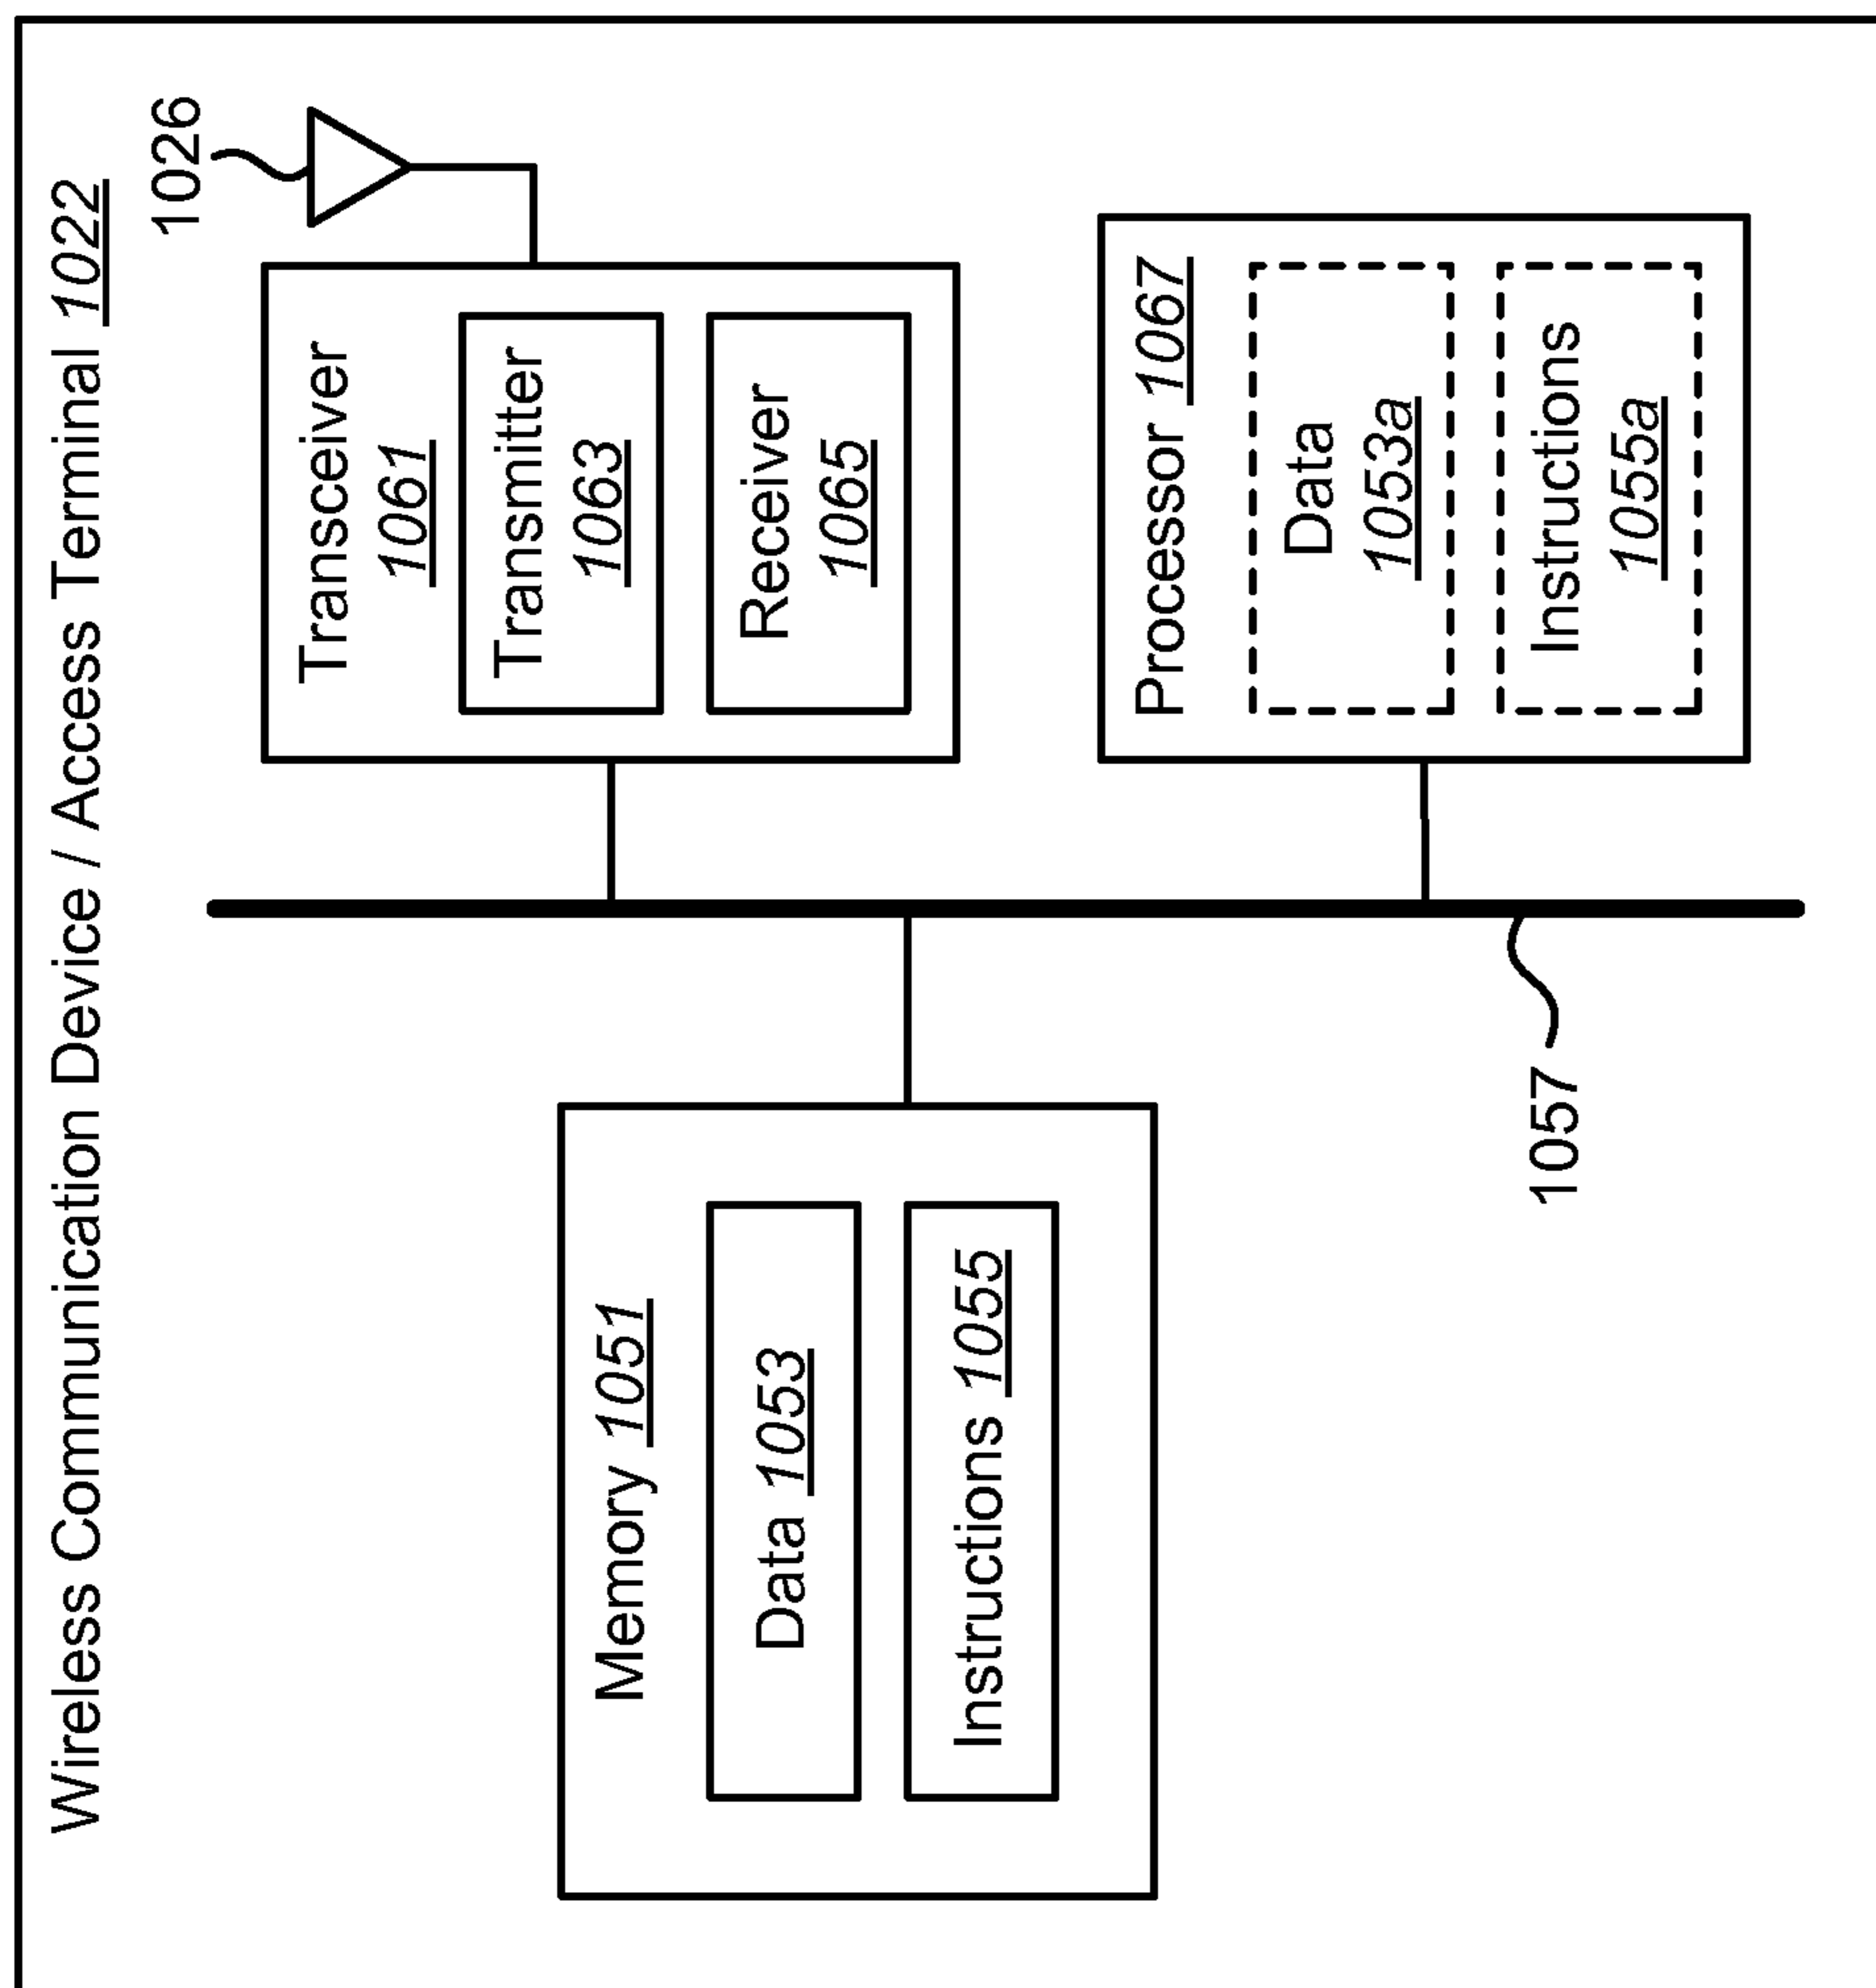 Wireless Communication Device / Access Terminal 1022
1026
Transceiver
1061
Transmitter
1063
Receiver
1065
Memory 1051
Data 1053
Instructions 1055
Processor 1067
Data
1053a
Instructions
1055a
1057